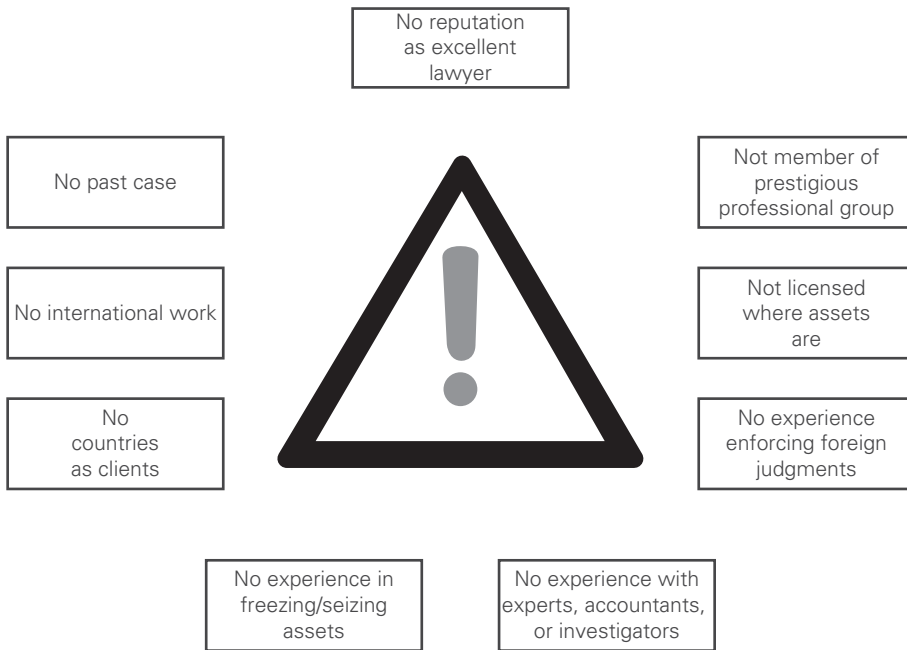 No reputation
as excellent
lawyer
No past case
Not member of
prestigious
professional group
No international work
Not licensed
where assets
are
No
countries
as clients
No experience
enforcing foreign
judgments
No experience in
freezing/seizing
assets
No experience with
experts, accountants,
or investigators